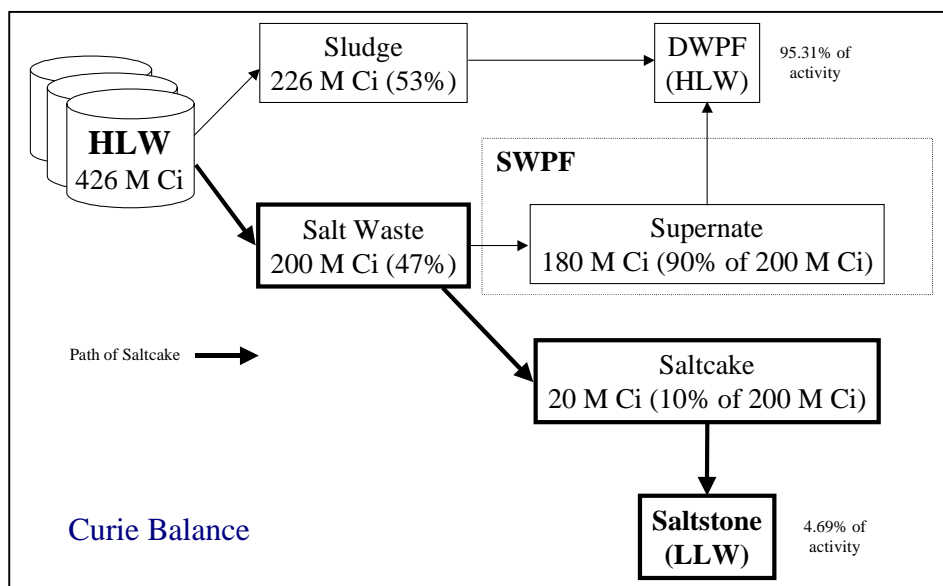 Sludge
226 M Ci (53%)
DWPF
(HLW)
95.31% of
activity
HLW
426 M Ci
SWPF
Salt Waste
200 M Ci (47%)
Supernate
180 M Ci (90% of 200 M Ci)
Path of Saltcake
Saltcake
20 M Ci (10% of 200 M Ci)
Curie Balance
Saltstone
(LLW)
4.69% of
activity